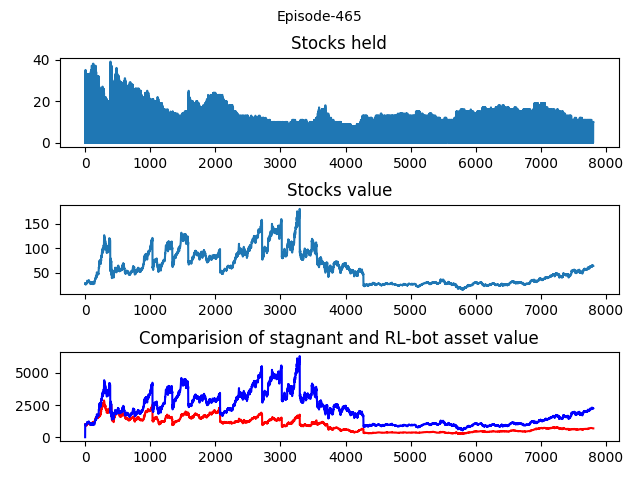 Episode-465
Stocks held
40
20
0
0 1000 2000 3000 4000 5000 6000 7000 8000
Stocks value
150
100
50
0 1000 2000 3000 4000 5000 6000 7000 8000
Comparision of stagnant and RL-bot asset value
5000
2500
0
0 1000 2000 3000 4000 5000 6000 7000 8000